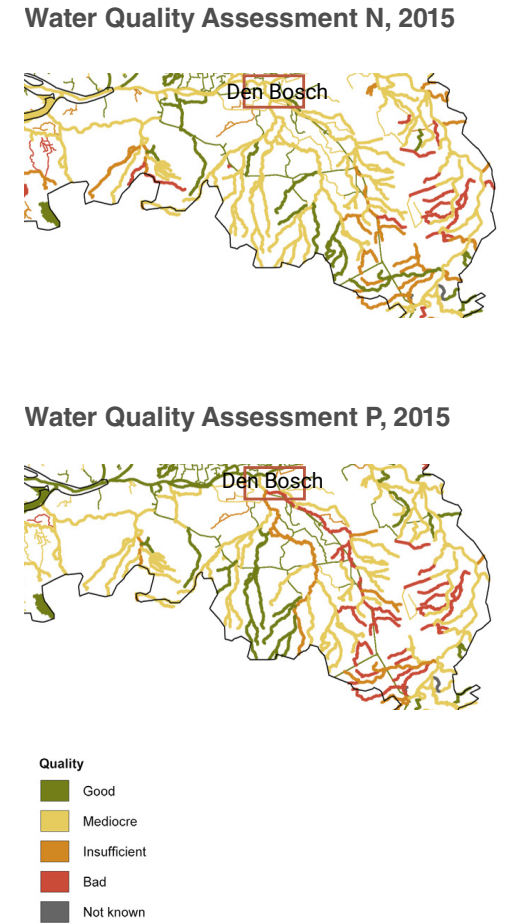 Water Quality Assessment N, 2015
Den Bosch
Water Quality Assessment P, 2015
Den Bosch
Quality
Good
Mediocre
Insufficient
Bad
Not known